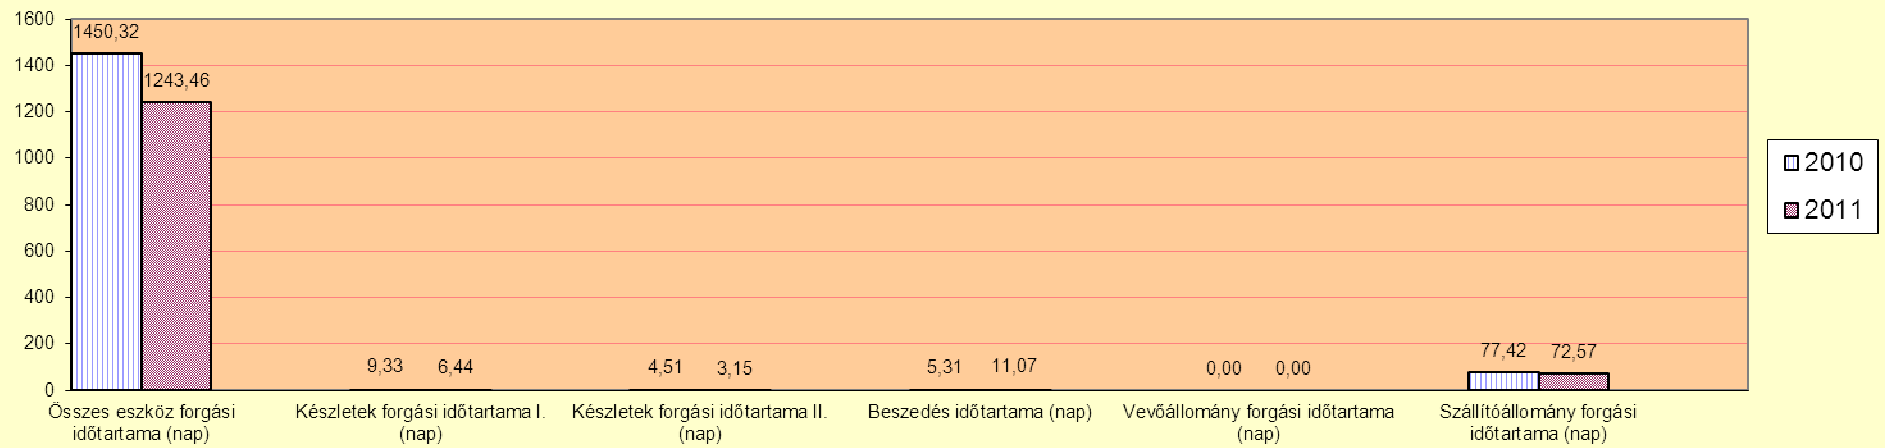 1600
1400
1200
1000
800
600
400
200
0
1450,32
1243,46
9,33
6,44
4,51
3,15
5,31
11,07
0,00
0,00
77,42
72,57
Összes eszköz forgási
időtartama (nap)
Készletek forgási időtartama I.
(nap)
Készletek forgási időtartama II.
(nap)
Beszedés időtartama (nap)
Vevőállomány forgási időtartama
(nap)
Szállítóállomány forgási
időtartama (nap)
2010
2011